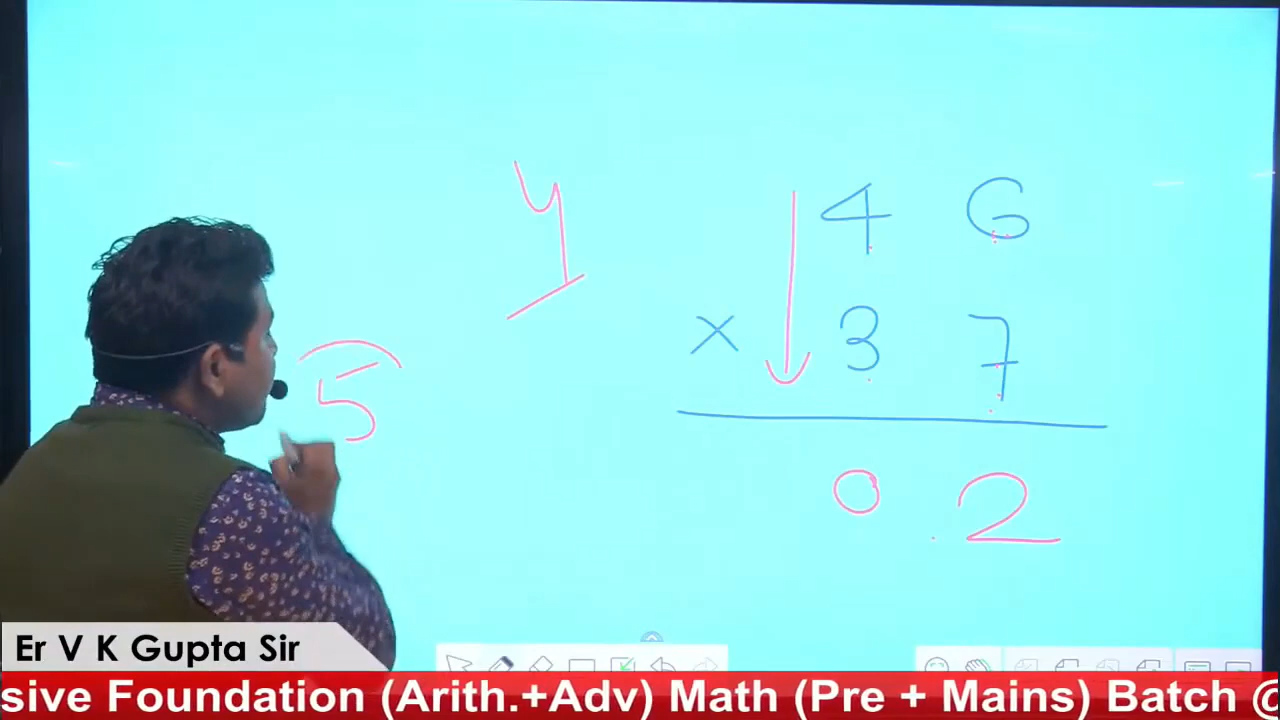 4 6
× 3 7
0 2
5
Er V K Gupta Sir
sive Foundation (Arith.+Adv) Math (Pre + Mains) Batch @